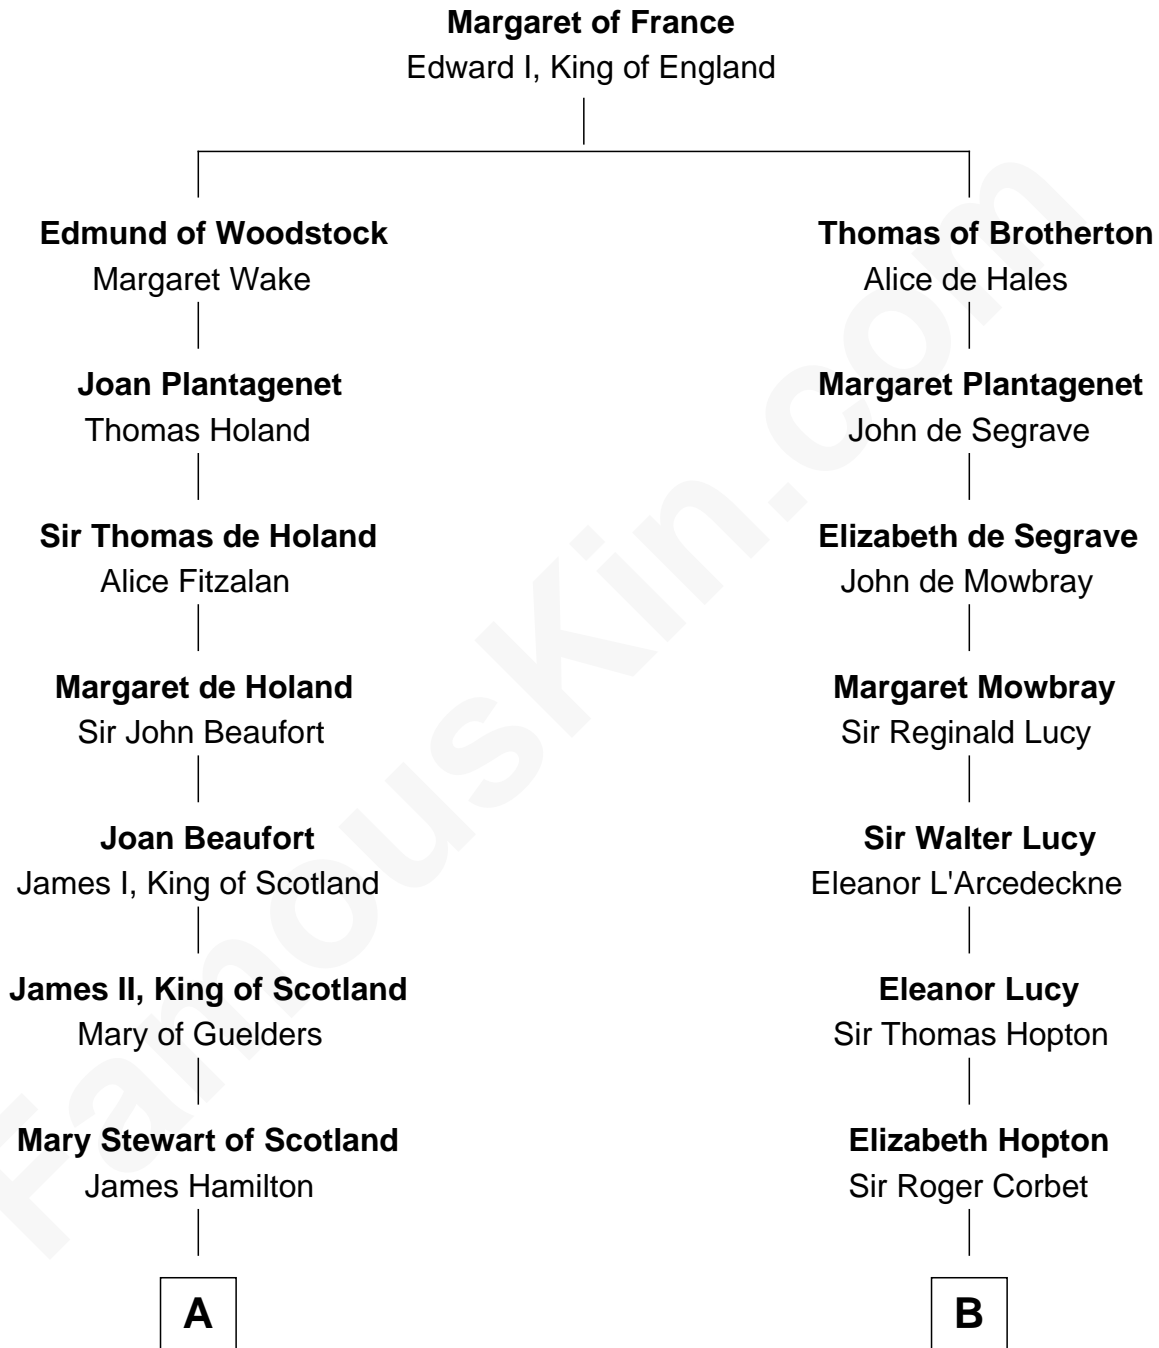 Margaret of France
Edward I, King of England
Edmund of Woodstock
Margaret Wake
Thomas of Brotherton
Alice de Hales
Joan Plantagenet
Thomas Holand
Margaret Plantagenet
John de Segrave
Sir Thomas de Holand
Alice Fitzalan
Elizabeth de Segrave
John de Mowbray
Margaret de Holand
Sir John Beaufort
Margaret Mowbray
Sir Reginald Lucy
Joan Beaufort
James I, King of Scotland
Sir Walter Lucy
Eleanor L'Arcedeckne
James II, King of Scotland
Mary of Guelders
Eleanor Lucy
Sir Thomas Hopton
Mary Stewart of Scotland
James Hamilton
Elizabeth Hopton
Sir Roger Corbet
A
B
FamousKin.com